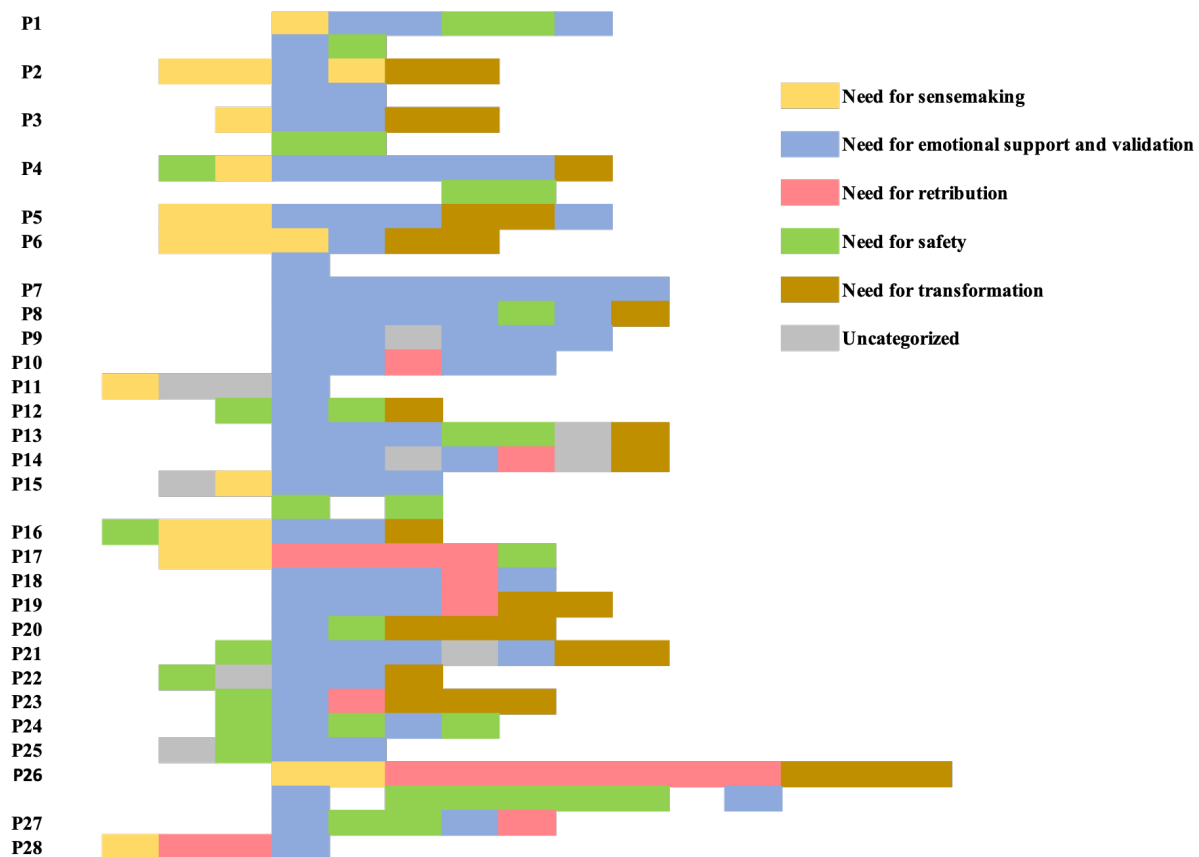 P1
P2
P3
P4
P5
P6
P7
P8
P9
P10
P11
P12
P13
P14
P15
P16
P17
P18
P19
P20
P21
P22
P23
P24
P25
P26
P27
P28
Need for sensemaking
Need for emotional support and validation
Need for retribution
Need for safety
Need for transformation
Uncategorized